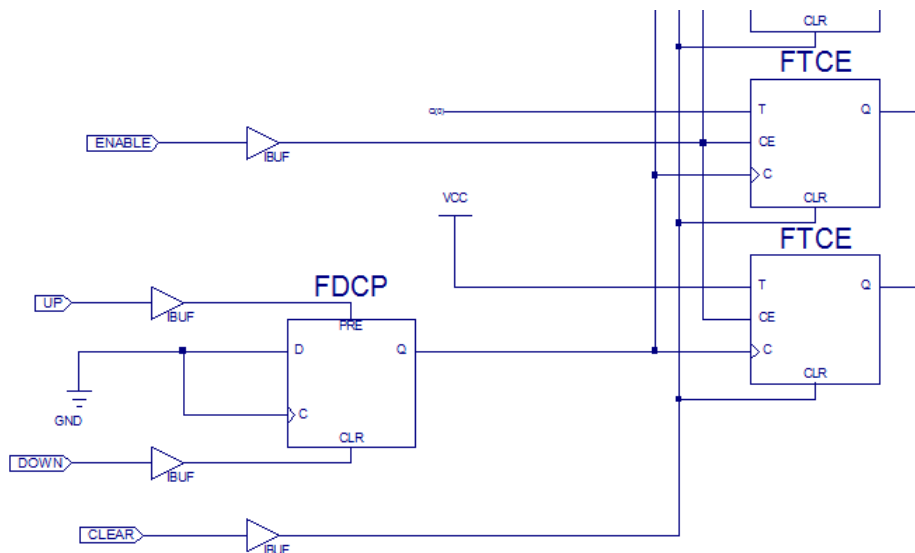 CLR
FTCE
T
Q
Q(0)
ENABLE
IBUF
CE
C
CLR
VCC
FTCE
T
Q
CE
C
CLR
FDCP
UP
IBUF
PRE
D
Q
GND
C
CLR
DOWN
IBUF
CLEAR
IBUF